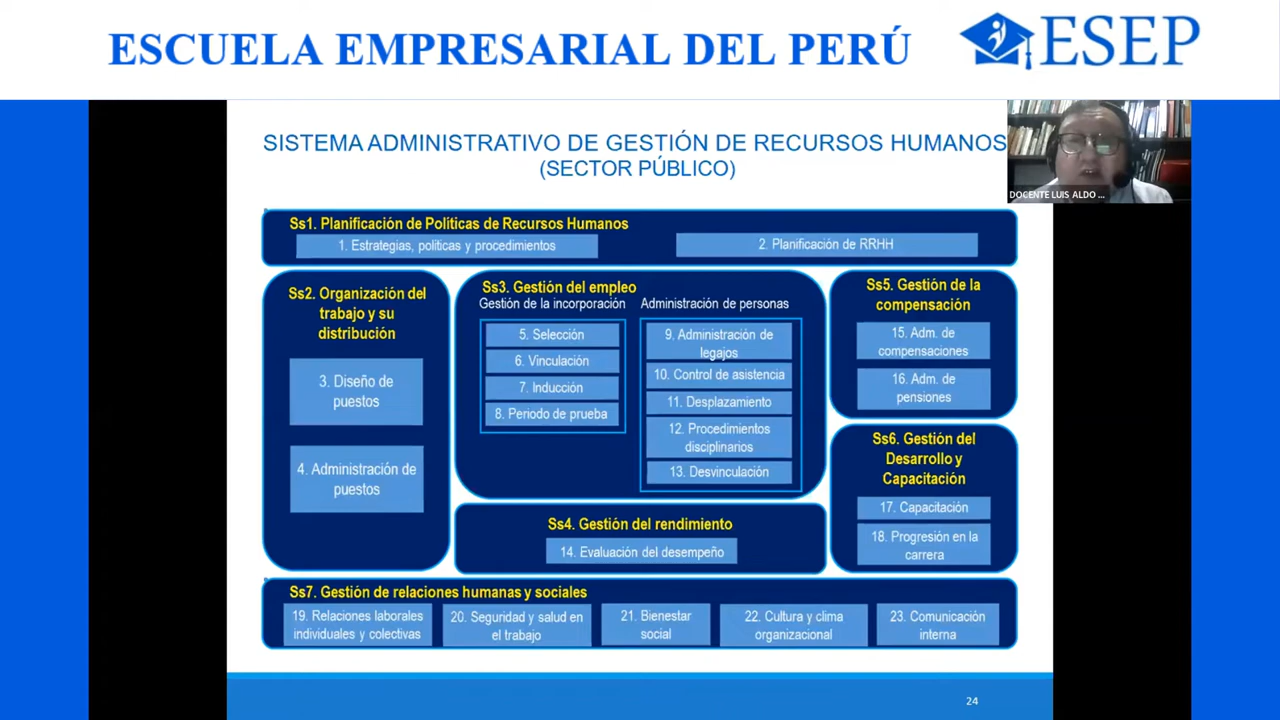 ESCUELA EMPRESARIAL DEL PERÚ
ESEP
SISTEMA ADMINISTRATIVO DE GESTIÓN DE RECURSOS HUMANOS
(SECTOR PÚBLICO)
DOCENTE LUIS ALDO ...
Ss1. Planificación de Políticas de Recursos Humanos
1. Estrategias, políticas y procedimientos
2. Planificación de RRHH
Ss2. Organización del
trabajo y su
distribución
3. Diseño de
puestos
4. Administración de
puestos
Ss3. Gestión del empleo
Gestión de la incorporación
5. Selección
6. Vinculación
7. Inducción
8. Periodo de prueba
Administración de personas
9. Administración de
legajos
10. Control de asistencia
11. Desplazamiento
12. Procedimientos
disciplinarios
13. Desvinculación
Ss4. Gestión del rendimiento
14. Evaluación del desempeño
Ss5. Gestión de la
compensación
15. Adm. de
compensaciones
16. Adm. de
pensiones
Ss6. Gestión del
Desarrollo y
Capacitación
17. Capacitación
18. Progresión en la
carrera
Ss7. Gestión de relaciones humanas y sociales
19. Relaciones laborales
individuales y colectivas
20. Seguridad y salud en
el trabajo
21. Bienestar
social
22. Cultura y clima
organizacional
23. Comunicación
interna
24